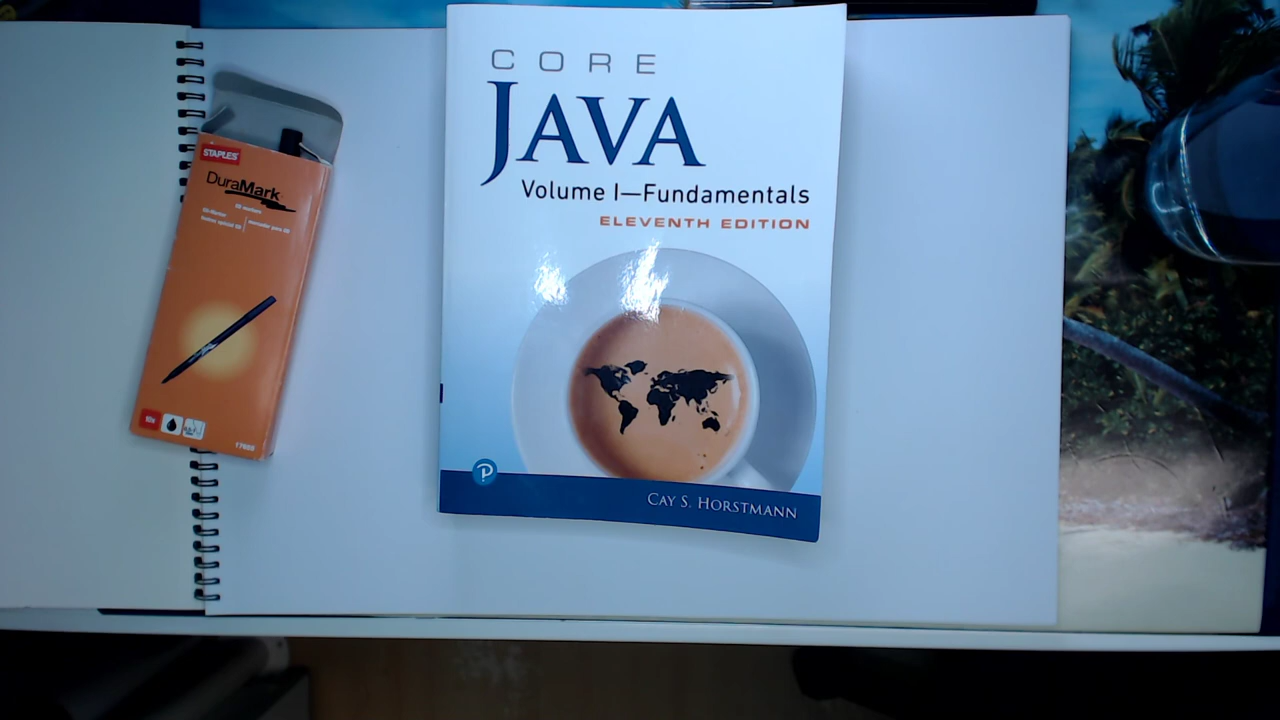 CORE
JAVA
Volume I—Fundamentals
ELEVENTH EDITION
P
CAY S. HORSTMANN
STAPLES
DuraMark